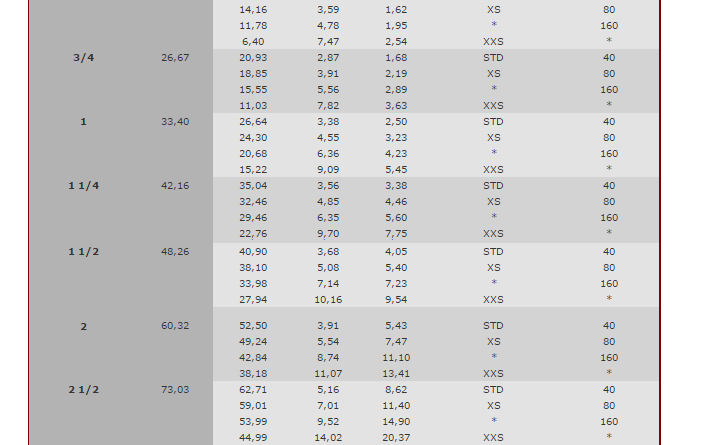 14,16 3,59 1,62 XS 80
11,78 4,78 1,95 * 160
6,40 7,47 2,54 XXS *
3/4 26,67 20,93 2,87 1,68 STD 40
18,85 3,91 2,19 XS 80
15,55 5,56 2,89 * 160
11,03 7,82 3,63 XXS *
1 33,40 26,64 3,38 2,50 STD 40
24,30 4,55 3,23 XS 80
20,68 6,36 4,23 * 160
15,22 9,09 5,45 XXS *
1 1/4 42,16 35,04 3,56 3,38 STD 40
32,46 4,85 4,46 XS 80
29,46 6,35 5,60 * 160
22,76 9,70 7,75 XXS *
1 1/2 48,26 40,90 3,68 4,05 STD 40
38,10 5,08 5,40 XS 80
33,98 7,14 7,23 * 160
27,94 10,16 9,54 XXS *
2 60,32 52,50 3,91 5,43 STD 40
49,24 5,54 7,47 XS 80
42,84 8,74 11,10 * 160
38,18 11,07 13,41 XXS *
2 1/2 73,03 62,71 5,16 8,62 STD 40
59,01 7,01 11,40 XS 80
53,99 9,52 14,90 * 160
44,99 14,02 20,37 XXS *